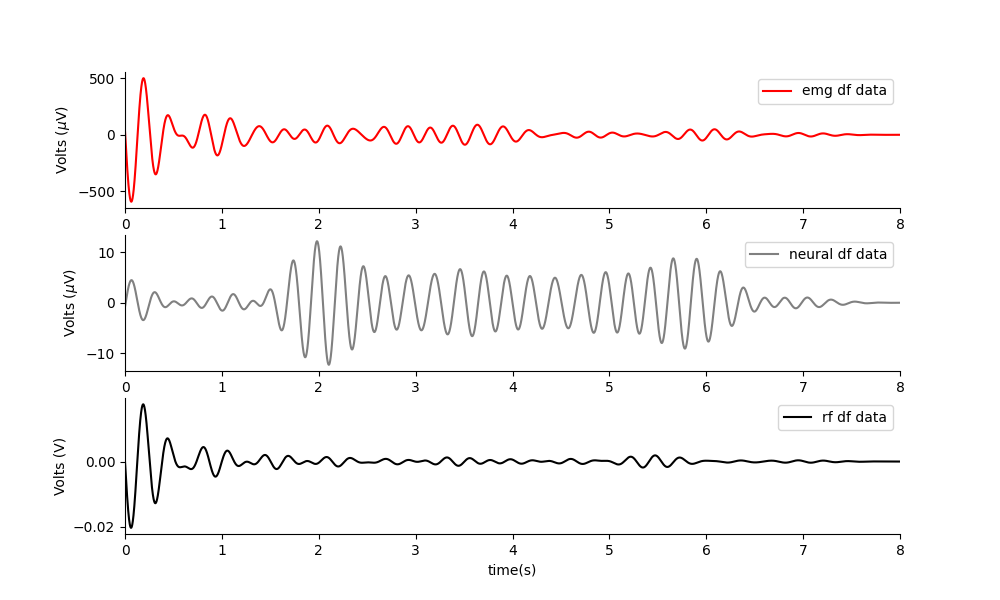 500
0
−500
Volts (μV)
emg df data
0 1 2 3 4 5 6 7 8
10
0
−10
Volts (μV)
neural df data
0 1 2 3 4 5 6 7 8
0.00
−0.02
Volts (V)
rf df data
0 1 2 3 4 5 6 7 8
time(s)